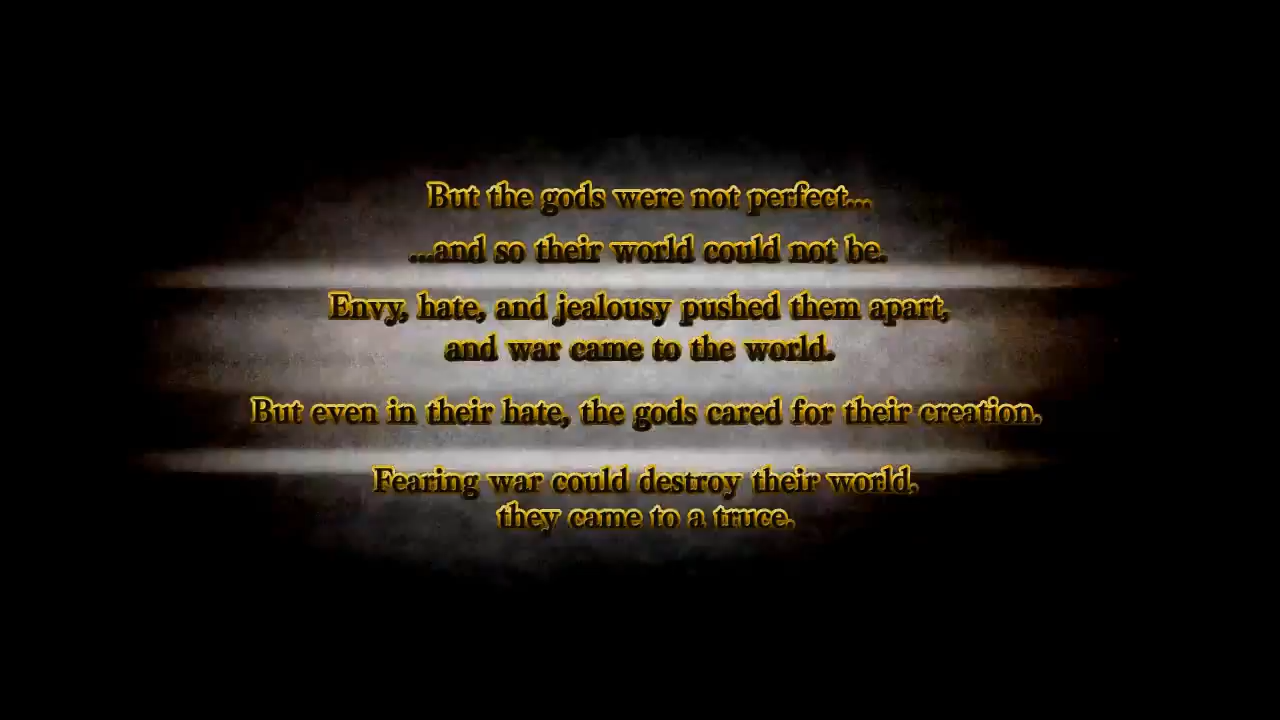 But the gods were not perfect...
...and so their world could not be.
Envy, hate, and jealousy pushed them apart,
and war came to the world.
But even in their hate, the gods cared for their creation.
Fearing war could destroy their world,
they came to a truce.